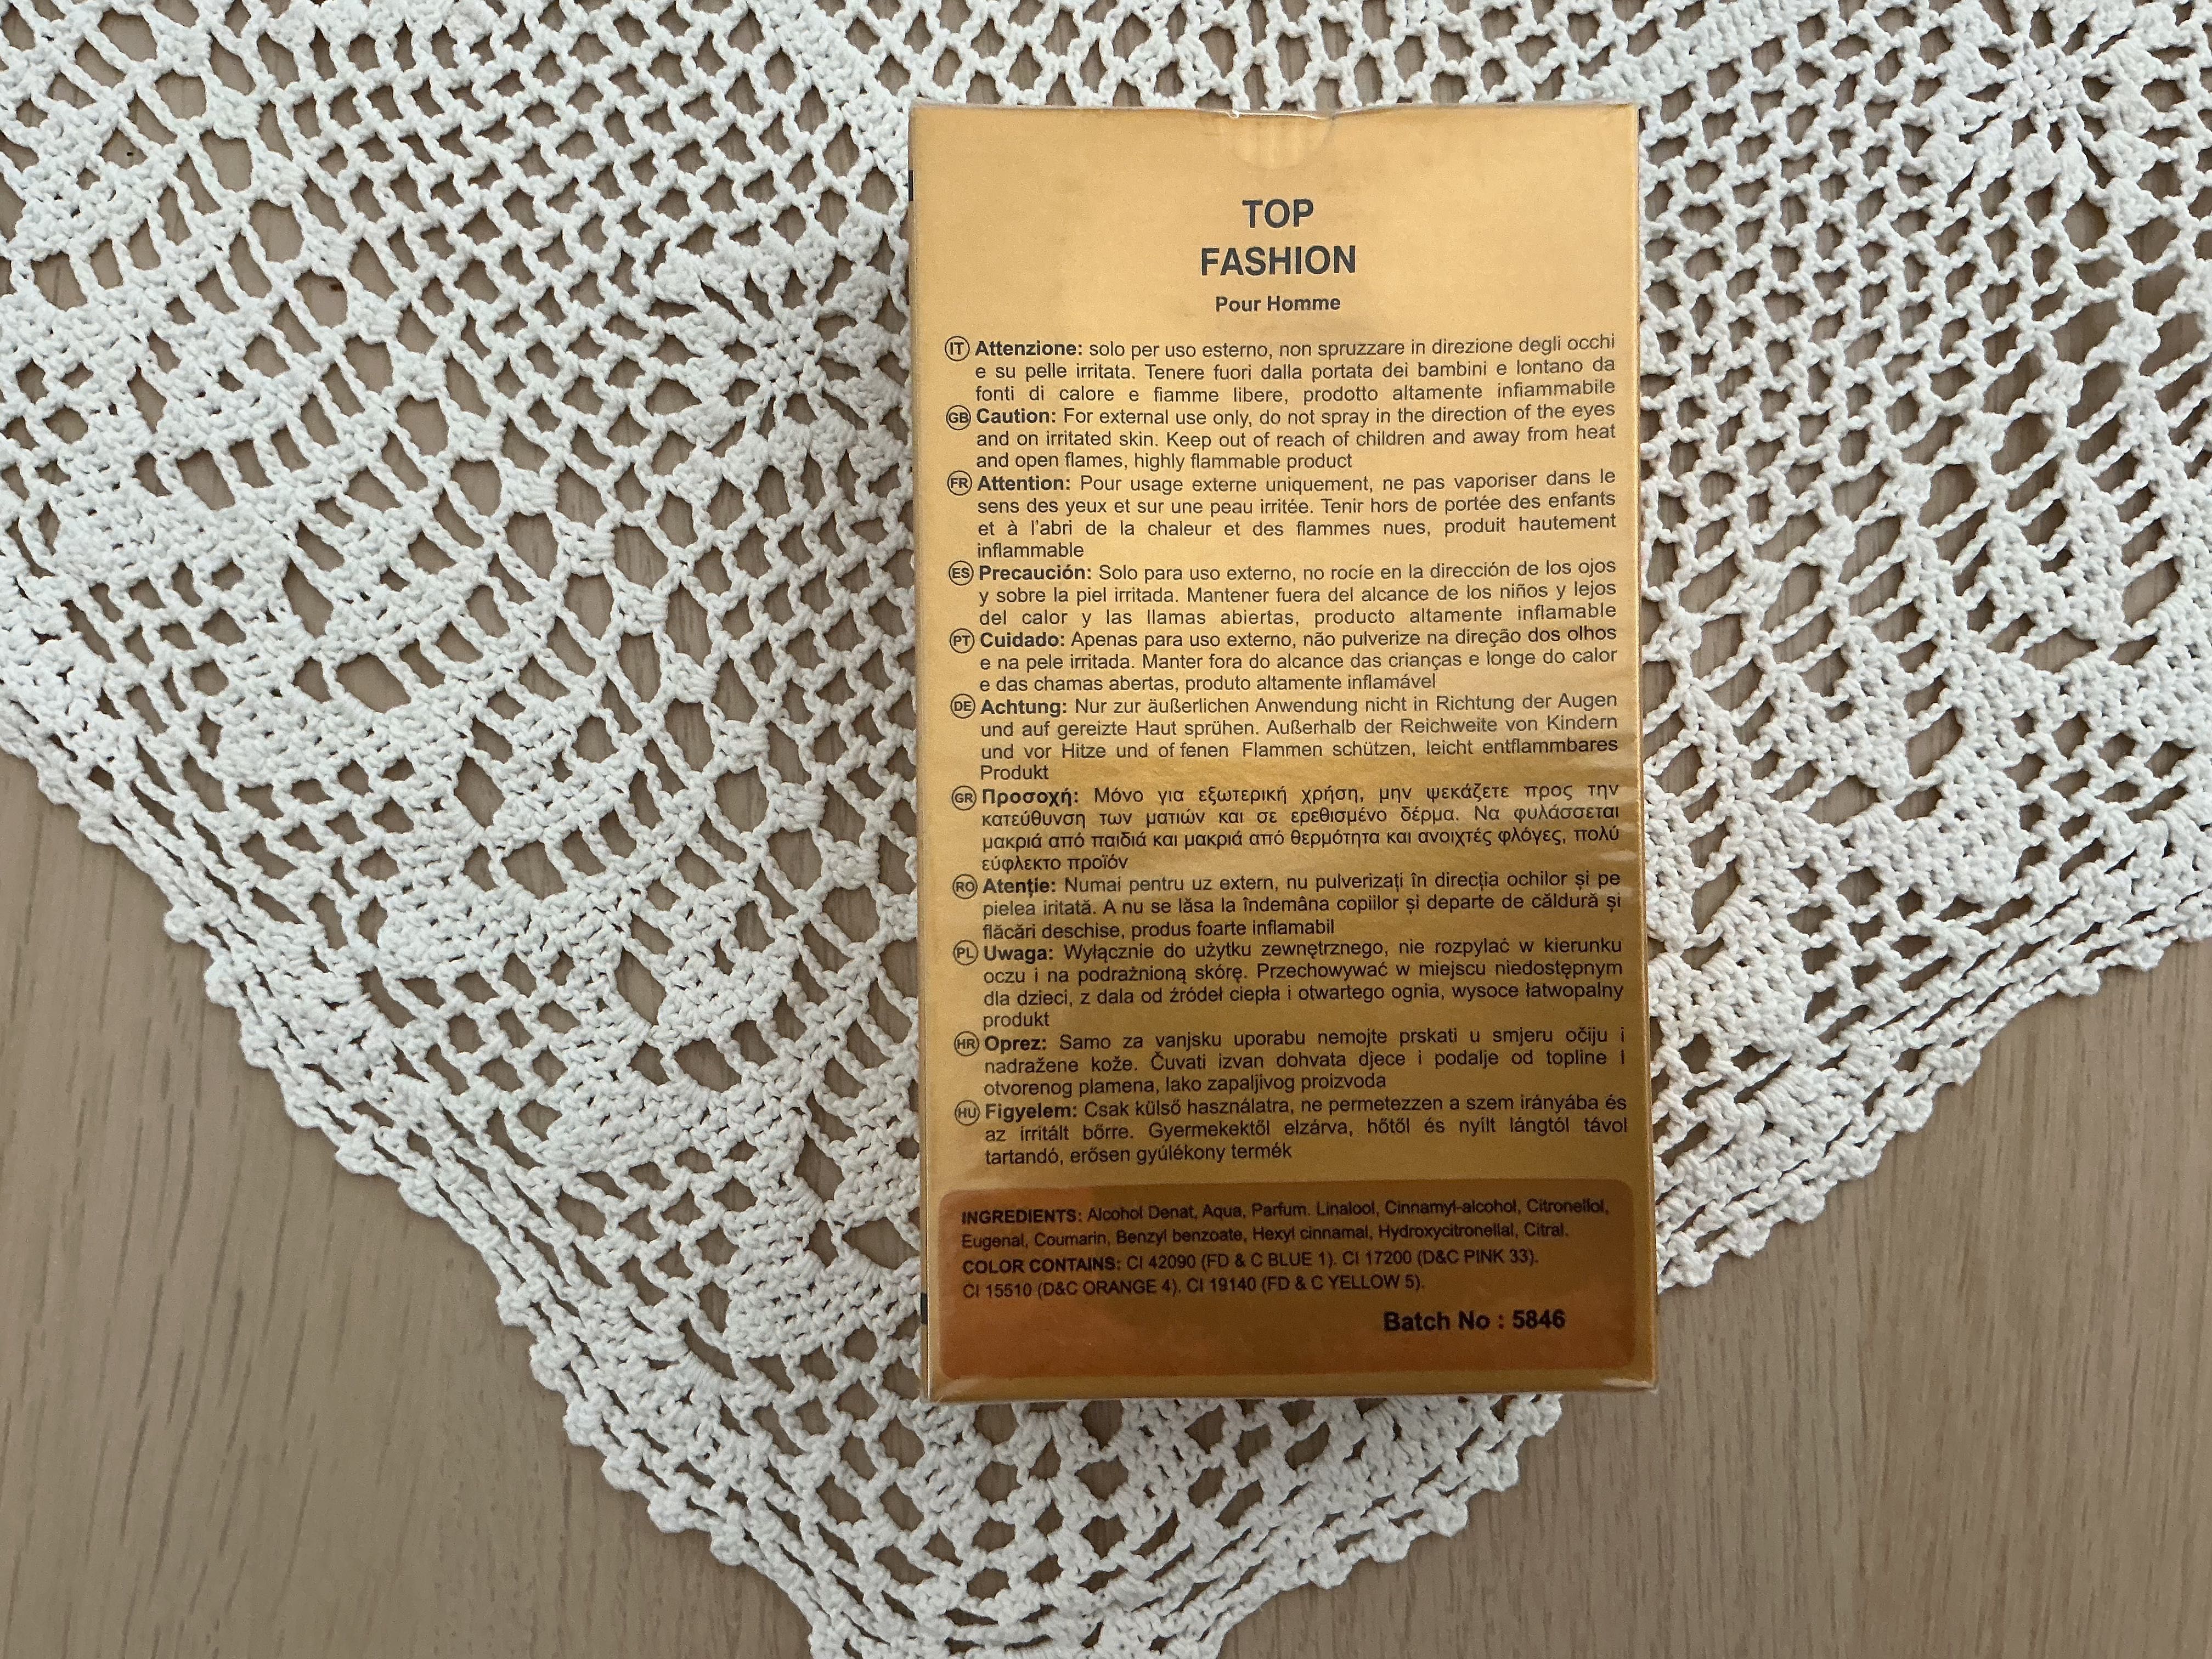 TOP
FASHION
Pour Homme
IT Attenzione: solo per uso esterno, non spruzzare in direzione degli occhi
e su pelle irritata. Tenere fuori dalla portata dei bambini e lontano da
fonti di calore e fiamme libere, prodotto altamente infiammabile
GB Caution: For external use only, do not spray in the direction of the eyes
and on irritated skin. Keep out of reach of children and away from heat
and open flames, highly flammable product
FR Attention: Pour usage externe uniquement, ne pas vaporiser dans le
sens des yeux et sur une peau irritée. Tenir hors de portée des enfants
et à l'abri de la chaleur et des flammes nues, produit hautement
inflammable
ES Precaución: Solo para uso externo, no rocíe en la dirección de los ojos
y sobre la piel irritada. Mantener fuera del alcance de los niños y lejos
del calor y las llamas abiertas, producto altamente inflamable
PT Cuidado: Apenas para uso externo, não pulverize na direção dos olhos
e na pele irritada. Manter fora do alcance das crianças e longe do calor
e das chamas abertas, produto altamente inflamável
DE Achtung: Nur zur äußerlichen Anwendung nicht in Richtung der Augen
und auf gereizte Haut sprühen. Außerhalb der Reichweite von Kindern
und vor Hitze und of fenen Flammen schützen, leicht entflammbares
Produkt
GR Προσοχή: Μόνο για εξωτερική χρήση, μην ψεκάζετε προς την
κατεύθυνση των ματιών και σε ερεθισμένο δέρμα. Να φυλάσσεται
μακριά από παιδιά και μακριά από θερμότητα και ανοιχτές φλόγες, πολύ
εύφλεκτο προϊόν
RO Atenție: Numai pentru uz extern, nu pulverizați în direcția ochilor și pe
pielea iritată. A nu se lăsa la îndemâna copiilor și departe de căldură și
flăcări deschise, produs foarte inflamabil
PL Uwaga: Wyłącznie do użytku zewnętrznego, nie rozpylać w kierunku
oczu i na podrażnioną skórę. Przechowywać w miejscu niedostępnym
dla dzieci, z dala od źródeł ciepła i otwartego ognia, wysoce łatwopalny
produkt
HR Oprez: Samo za vanjsku uporabu nemojte prskati u smjeru očiju i
nadražene kože. Čuvati izvan dohvata djece i podalje od topline I
otvorenog plamena, lako zapaljivog proizvoda
HU Figyelem: Csak külső használatra, ne permetezzen a szem irányába és
az irritált bőrre. Gyermekektől elzárva, hőtől és nyílt lángtól távol
tartandó, erősen gyúlékony termék
INGREDIENTS: Alcohol Denat, Aqua, Parfum. Linalool, Cinnamyl-alcohol, Citronellol,
Eugenal, Coumarin, Benzyl benzoate, Hexyl cinnamal, Hydroxycitronellal, Citral.
COLOR CONTAINS: CI 42090 (FD & C BLUE 1). CI 17200 (D&C PINK 33).
CI 15510 (D&C ORANGE 4). CI 19140 (FD & C YELLOW 5).
Batch No : 5846